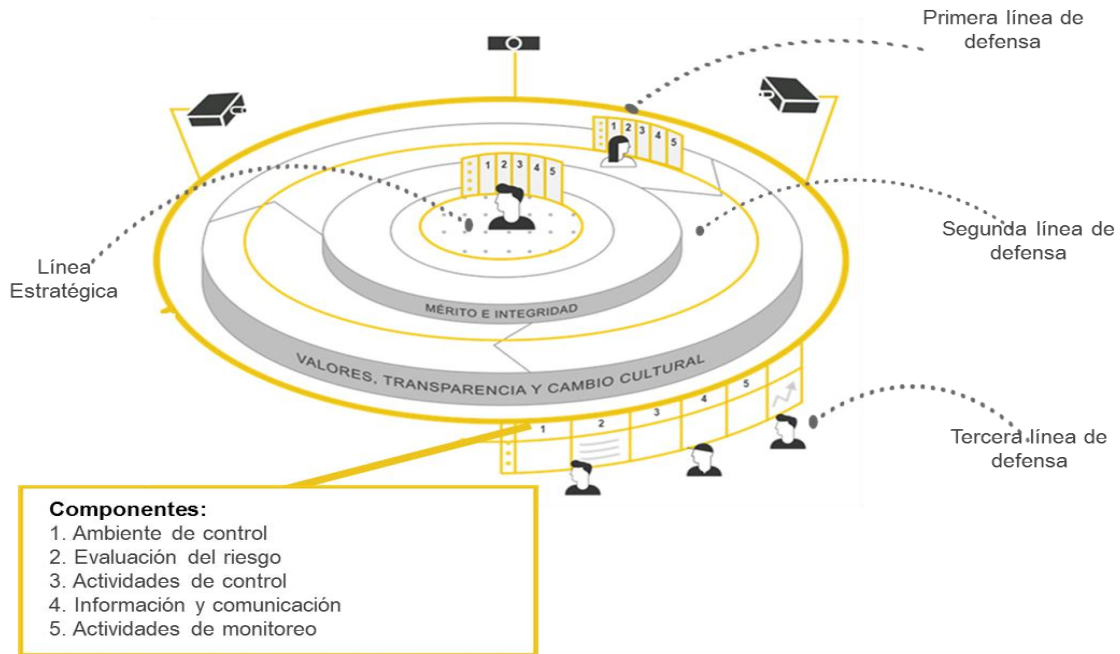 Primera línea de
defensa
1 2 3 4 5
1 2 3 4 5
Línea
Estratégica
Segunda línea de
defensa
MÉRITO E INTEGRIDAD
VALORES, TRANSPARENCIA Y CAMBIO CULTURAL
1 2 3 4 5
Tercera línea de
defensa
Componentes:
1. Ambiente de control
2. Evaluación del riesgo
3. Actividades de control
4. Información y comunicación
5. Actividades de monitoreo